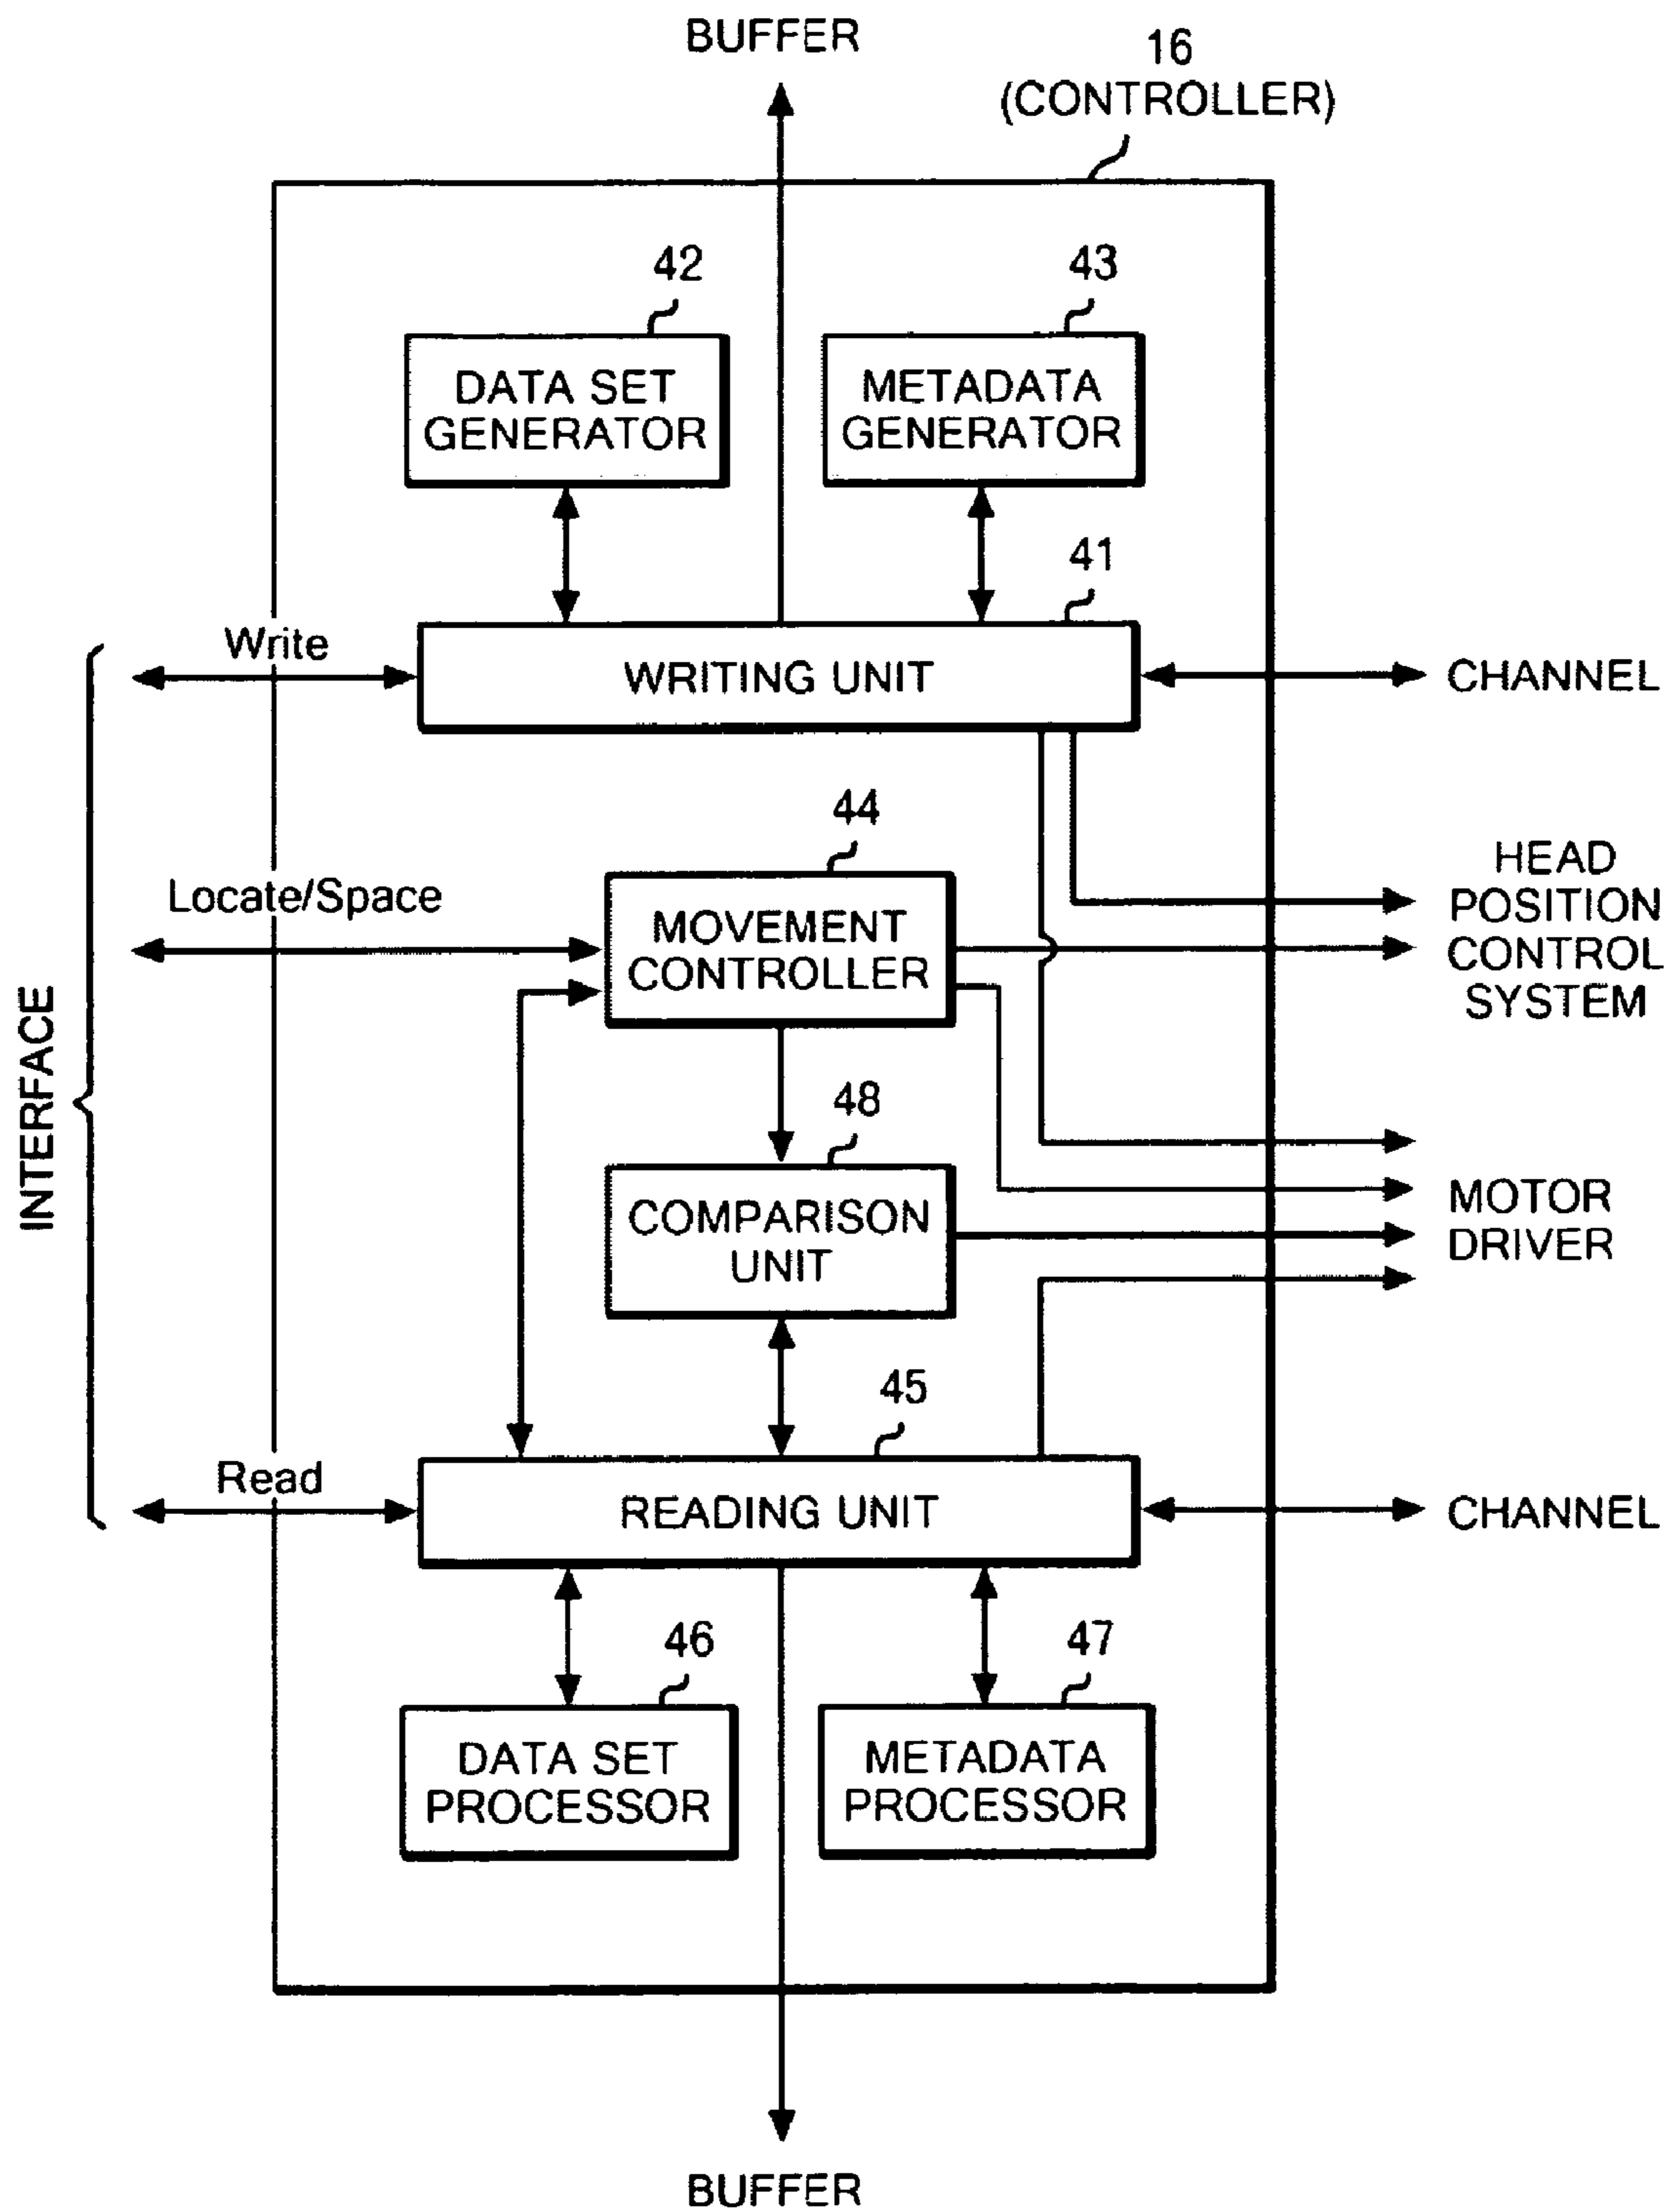 BUFFER
16
(CONTROLLER)
42
43
DATA SET
GENERATOR
METADATA
GENERATOR
41
Write
WRITING UNIT
CHANNEL
44
Locate/Space
MOVEMENT
CONTROLLER
HEAD
POSITION
CONTROL
SYSTEM
INTERFACE
48
COMPARISON
UNIT
MOTOR
DRIVER
45
Read
READING UNIT
CHANNEL
46
47
DATA SET
PROCESSOR
METADATA
PROCESSOR
BUFFER